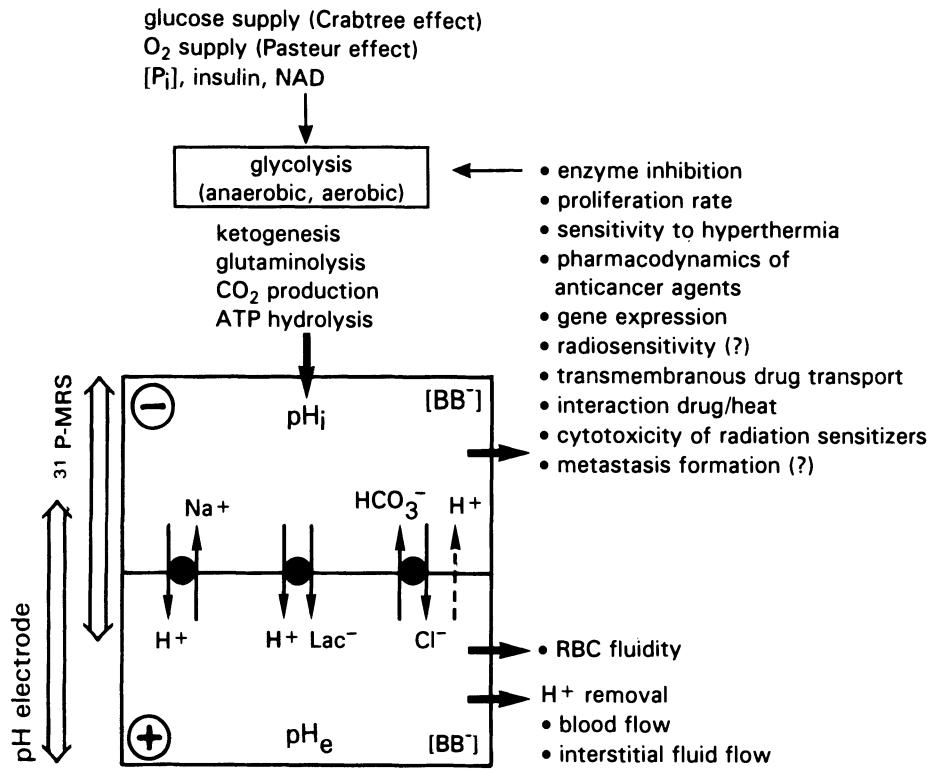 glucose supply (Crabtree effect)
O₂ supply (Pasteur effect)
[Pᵢ], insulin, NAD
glycolysis
(anaerobic, aerobic)
• enzyme inhibition
• proliferation rate
• sensitivity to hyperthermia
• pharmacodynamics of
anticancer agents
• gene expression
• radiosensitivity (?)
• transmembranous drug transport
• interaction drug/heat
• cytotoxicity of radiation sensitizers
• metastasis formation (?)
ketogenesis
glutaminolysis
CO₂ production
ATP hydrolysis
³¹P-MRS
pH electrode
−
pHᵢ
[BB⁻]
Na⁺
HCO₃⁻
H⁺
H⁺
H⁺ Lac⁻
Cl⁻
+
pHₑ
[BB⁻]
• RBC fluidity
H⁺ removal
• blood flow
• interstitial fluid flow